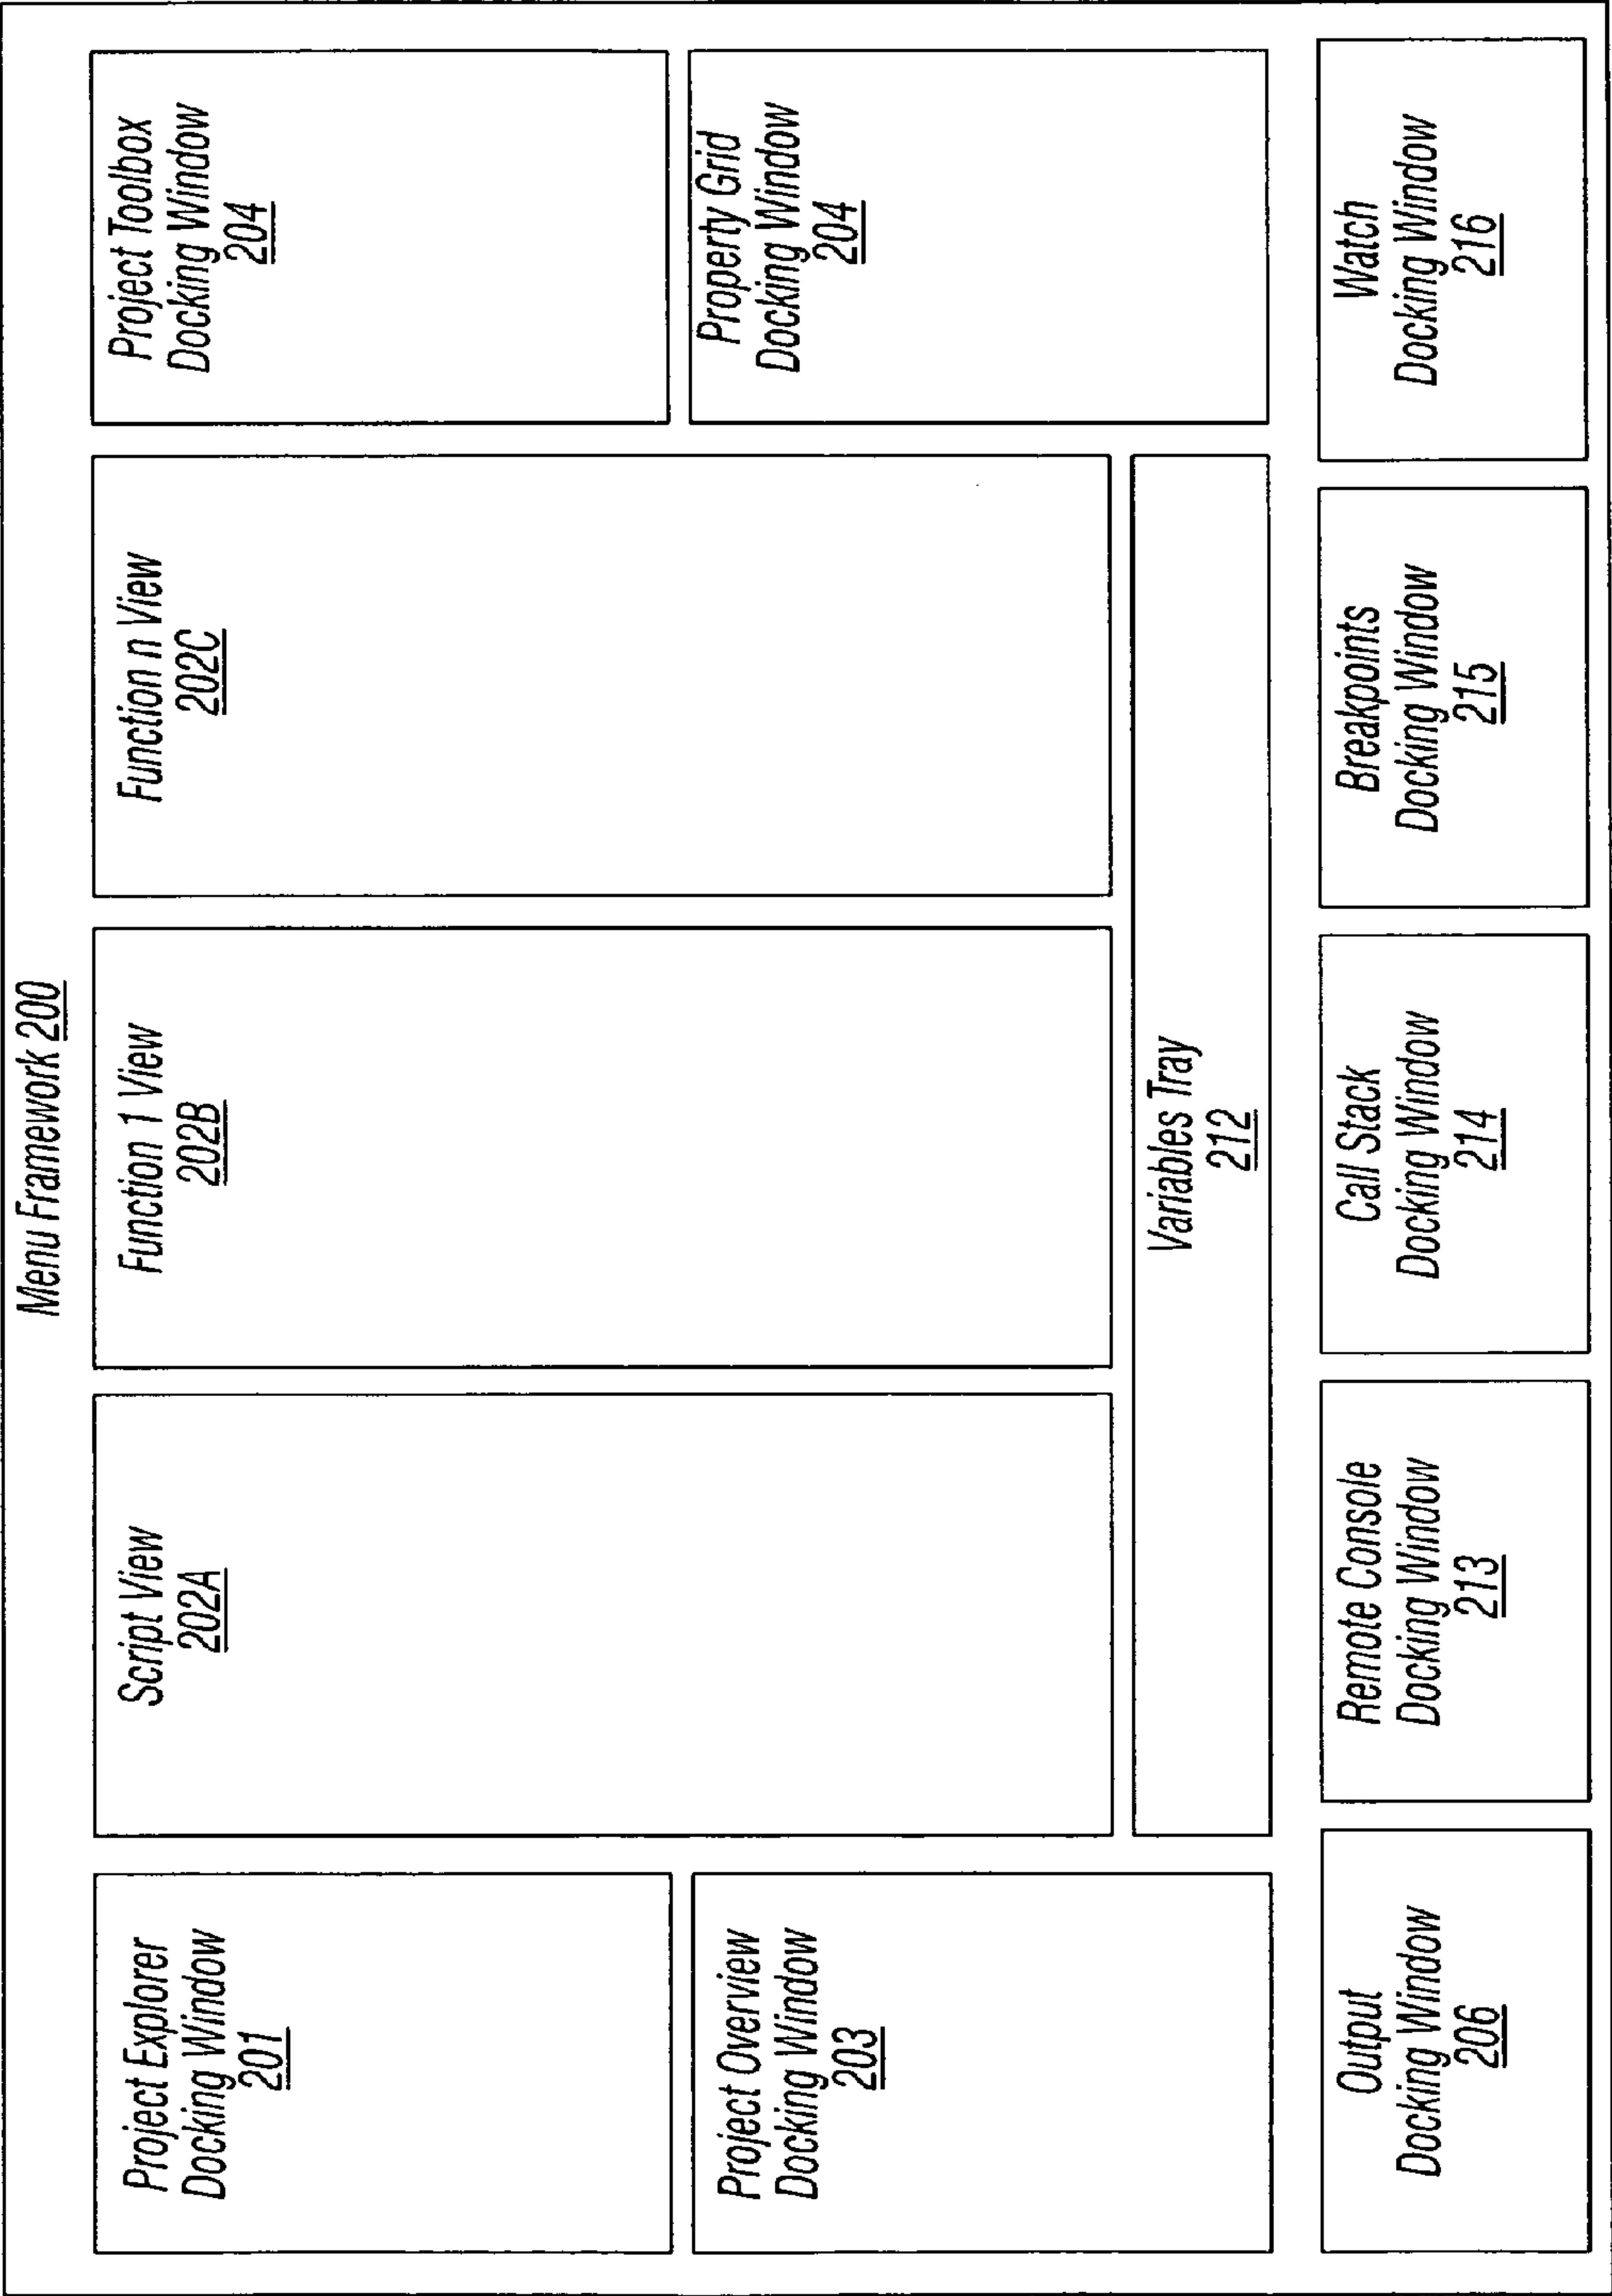 Menu Framework 200
Project Explorer
Docking Window
201
Script View
202A
Function 1 View
202B
Function n View
202C
Project Toolbox
Docking Window
204
Project Overview
Docking Window
203
Property Grid
Docking Window
204
Variables Tray
212
Output
Docking Window
206
Remote Console
Docking Window
213
Call Stack
Docking Window
214
Breakpoints
Docking Window
215
Watch
Docking Window
216